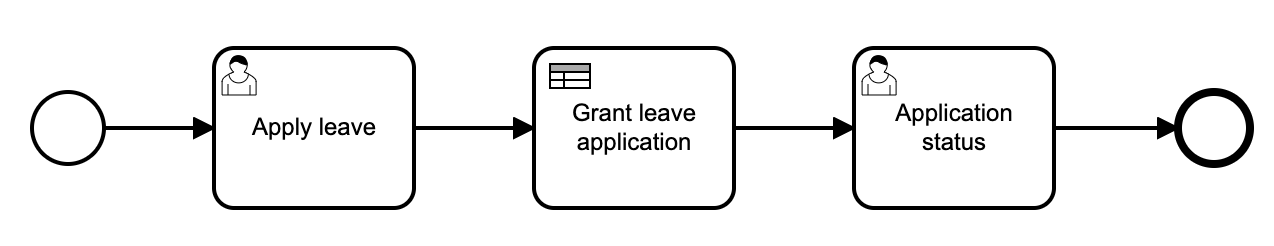 Apply leave
Grant leave
application
Application
status